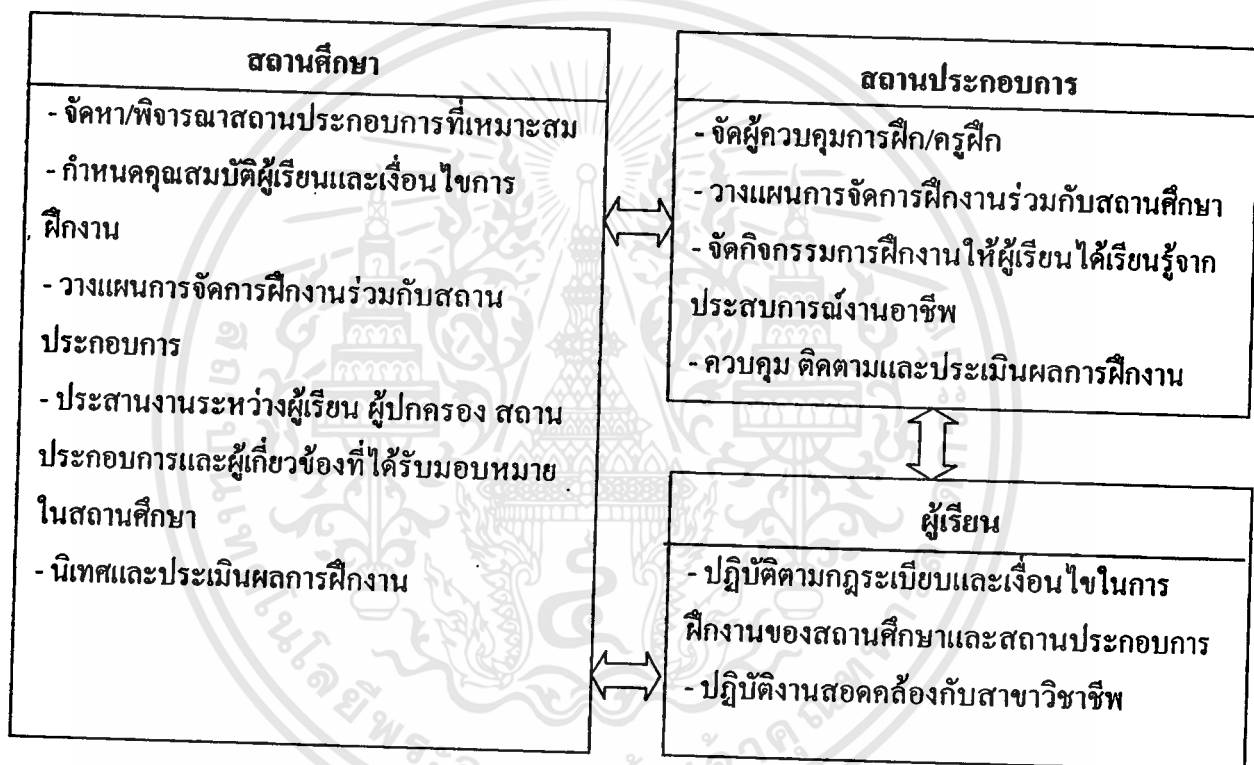 สถานศึกษา
- จัดหา/พิจารณาสถานประกอบการที่เหมาะสม
- กำหนดคุณสมบัติผู้เรียนและเงื่อนไขการ
ฝึกงาน
- วางแผนการจัดการฝึกงานร่วมกับสถาน
ประกอบการ
- ประสานงานระหว่างผู้เรียน ผู้ปกครอง สถาน
ประกอบการและผู้เกี่ยวข้องที่ได้รับมอบหมาย
ในสถานศึกษา
- นิเทศและประเมินผลการฝึกงาน
สถานประกอบการ
- จัดผู้ควบคุมการฝึก/ครูฝึก
- วางแผนการจัดการฝึกงานร่วมกับสถานศึกษา
- จัดกิจกรรมการฝึกงานให้ผู้เรียนได้เรียนรู้จาก
ประสบการณ์งานอาชีพ
- ควบคุม ติดตามและประเมินผลการฝึกงาน
ผู้เรียน
- ปฏิบัติตามกฎระเบียบและเงื่อนไขในการ
ฝึกงานของสถานศึกษาและสถานประกอบการ
- ปฏิบัติงานสอดคล้องกับสาขาวิชาชีพ